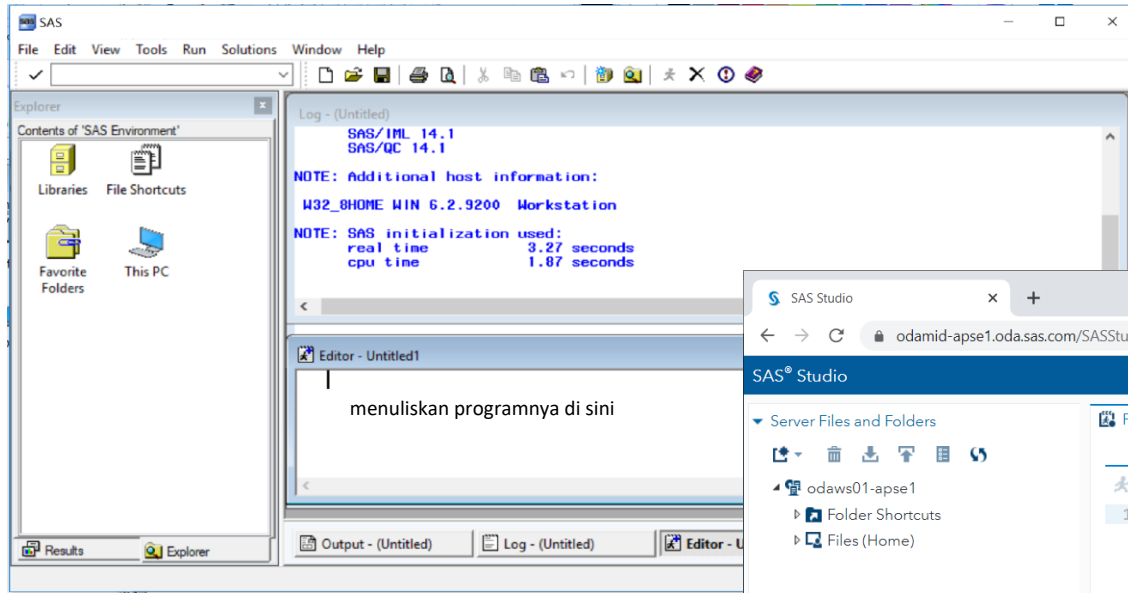 SAS
File Edit View Tools Run Solutions Window Help
Explorer
Contents of 'SAS Environment'
Libraries
File Shortcuts
Favorite Folders
This PC
Results
Explorer
Log - (Untitled)
SAS/IML 14.1
SAS/QC 14.1
NOTE: Additional host information:
W32_8HOME WIN 6.2.9200 Workstation
NOTE: SAS initialization used:
real time 3.27 seconds
cpu time 1.87 seconds
Editor - Untitled1
menuliskan programnya di sini
Output - (Untitled)
Log - (Untitled)
Editor - U
SAS Studio
odamid-apse1.oda.sas.com/SASStu
SAS® Studio
Server Files and Folders
odaws01-apse1
Folder Shortcuts
Files (Home)
1